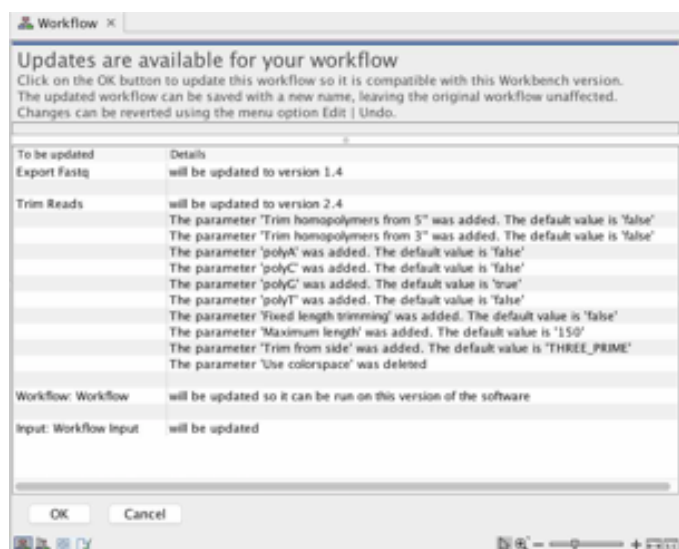 Workflow ×
Updates are available for your workflow
Click on the OK button to update this workflow so it is compatible with this Workbench version.
The updated workflow can be saved with a new name, leaving the original workflow unaffected.
Changes can be reverted using the menu option Edit | Undo.
To be updated Details
Export Fastq will be updated to version 1.4
Trim Reads will be updated to version 2.4
The parameter 'Trim homopolymers from 5'' was added. The default value is 'false'
The parameter 'Trim homopolymers from 3'' was added. The default value is 'false'
The parameter 'polyA' was added. The default value is 'false'
The parameter 'polyC' was added. The default value is 'false'
The parameter 'polyG' was added. The default value is 'true'
The parameter 'polyT' was added. The default value is 'false'
The parameter 'Fixed length trimming' was added. The default value is 'false'
The parameter 'Maximum length' was added. The default value is '150'
The parameter 'Trim from side' was added. The default value is 'THREE_PRIME'
The parameter 'Use colorspace' was deleted
Workflow: Workflow will be updated so it can be run on this version of the software
Input: Workflow Input will be updated
OK Cancel